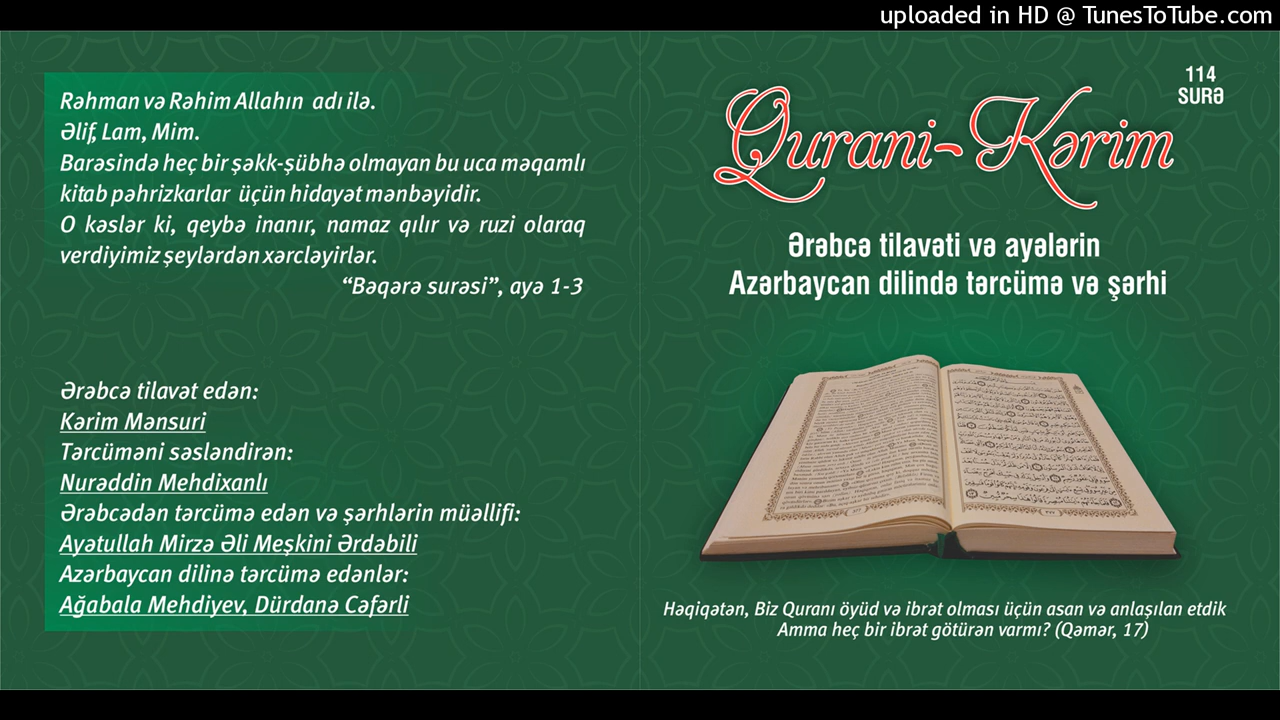 uploaded in HD @ TunesToTube.com
Rəhman və Rəhim Allahın adı ilə.
Əlif, Lam, Mim.
Barəsində heç bir şəkk-şübhə olmayan bu uca məqamlı
kitab pəhrizkarlar üçün hidayət mənbəyidir.
O kəslər ki, qeybə inanır, namaz qılır və ruzi olaraq
verdiyimiz şeylərdən xərcləyirlər.
“Bəqərə surəsi”, ayə 1-3
Ərəbcə tilavət edən:
Kərim Mənsuri
Tərcüməni səsləndirən:
Nurəddin Mehdixanlı
Ərəbcədən tərcümə edən və şərhlərin müəllifi:
Ayətullah Mirzə Əli Meşkini Ərdəbili
Azərbaycan dilinə tərcümə edənlər:
Ağabala Mehdiyev, Dürdanə Cəfərli
114
SURƏ
Qurani-Kərim
Ərəbcə tilavəti və ayələrin
Azərbaycan dilində tərcümə və şərhi
Həqiqətən, Biz Quranı öyüd və ibrət olması üçün asan və anlaşılan etdik
Amma heç bir ibrət götürən varmı? (Qəmər, 17)